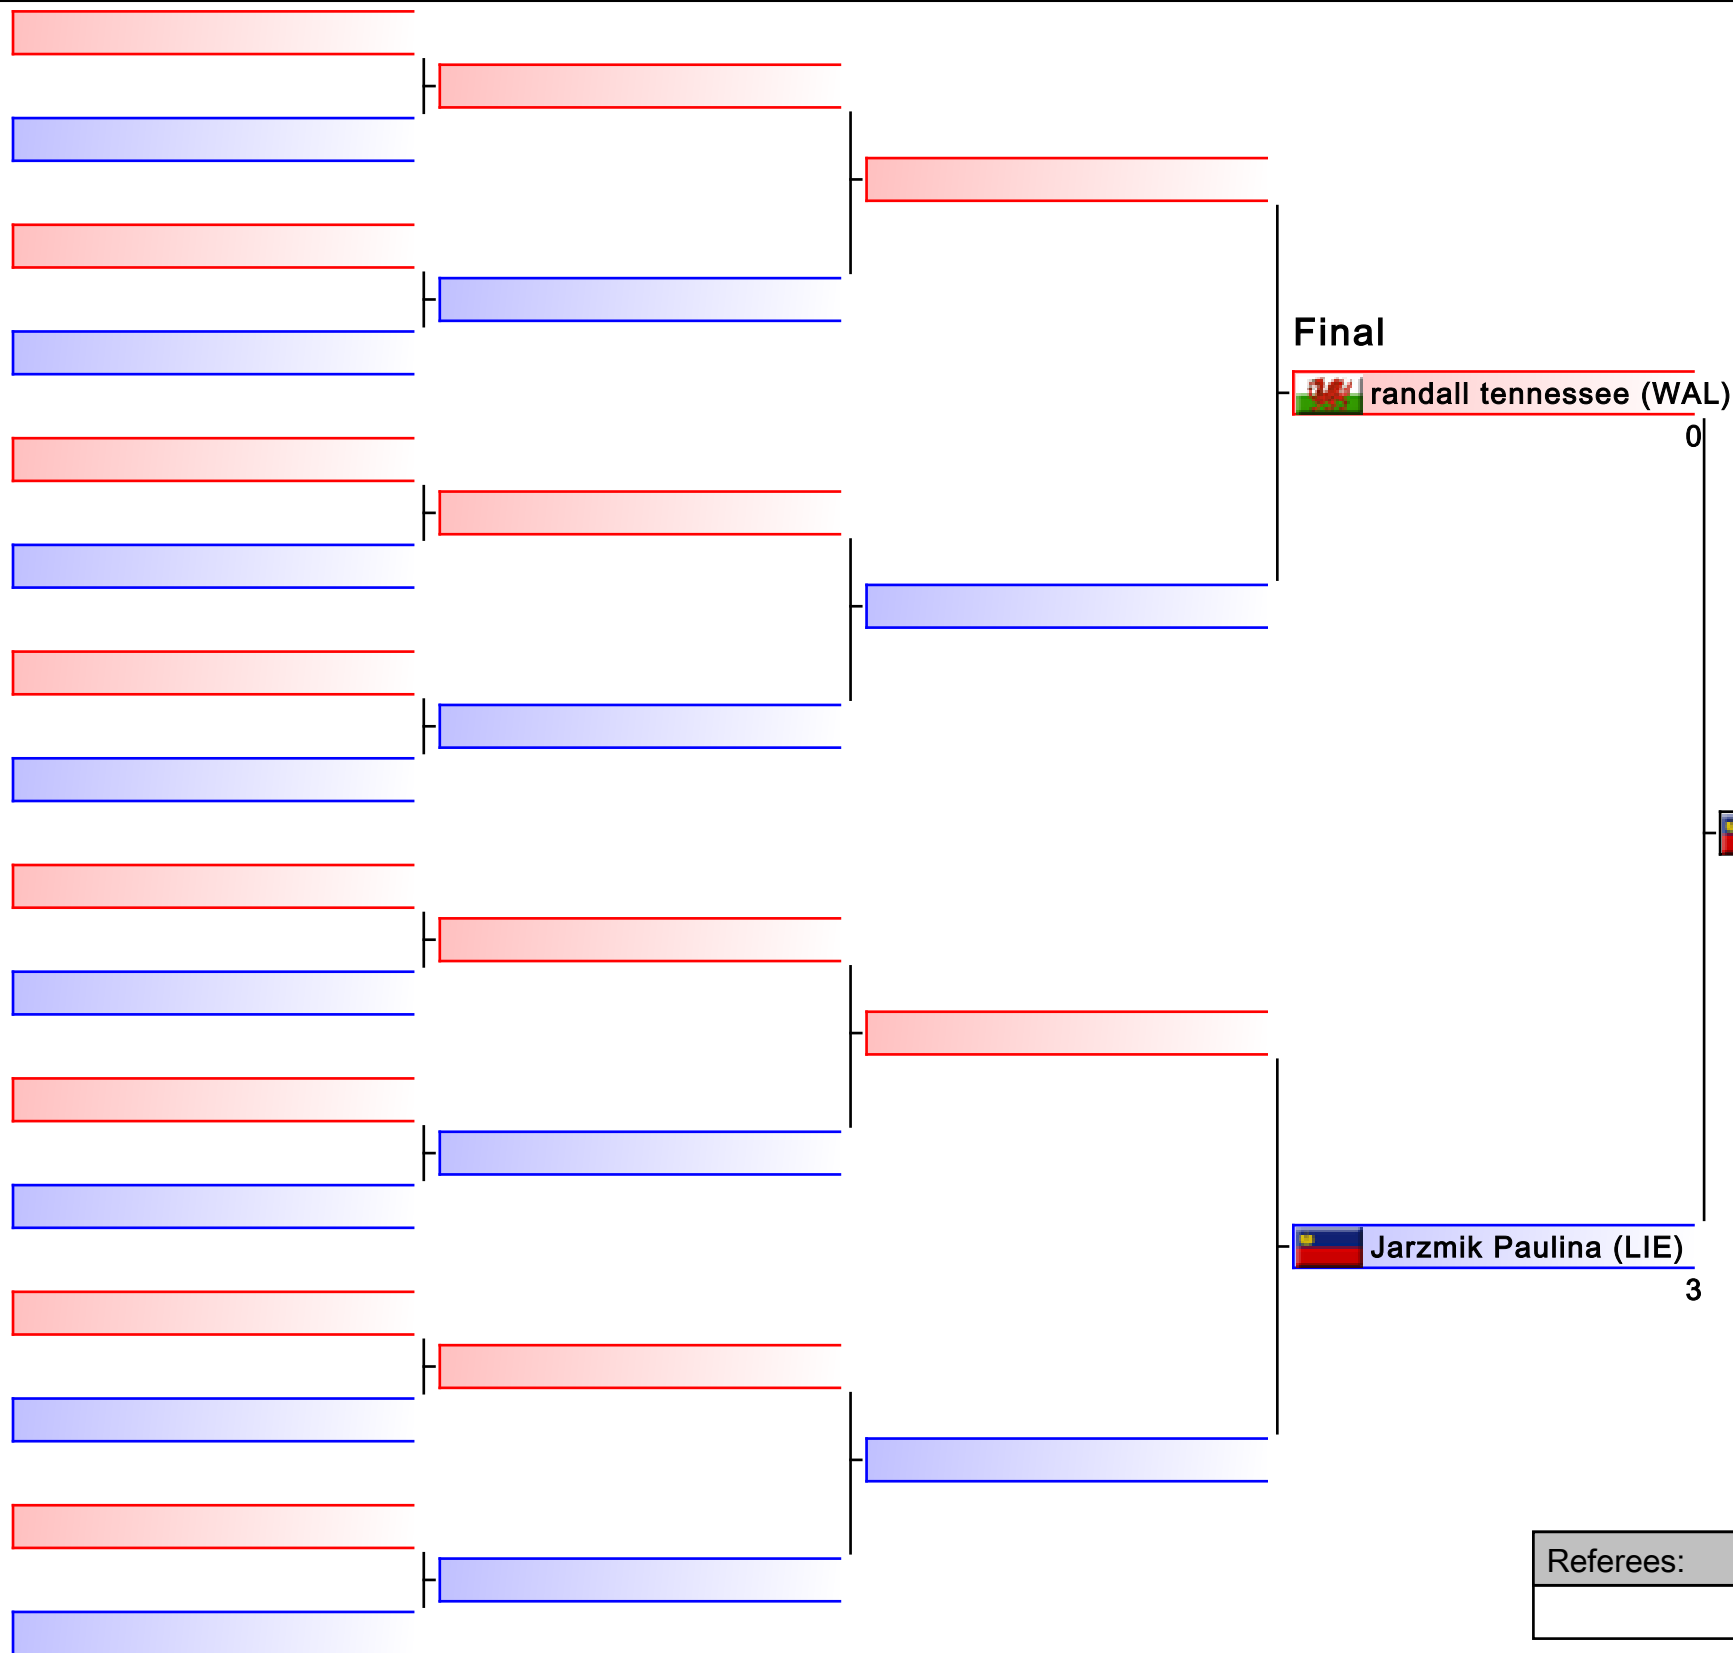 Final
randall tennessee (WAL)
0
Jarzmik Paulina (LIE)
3
Referees: